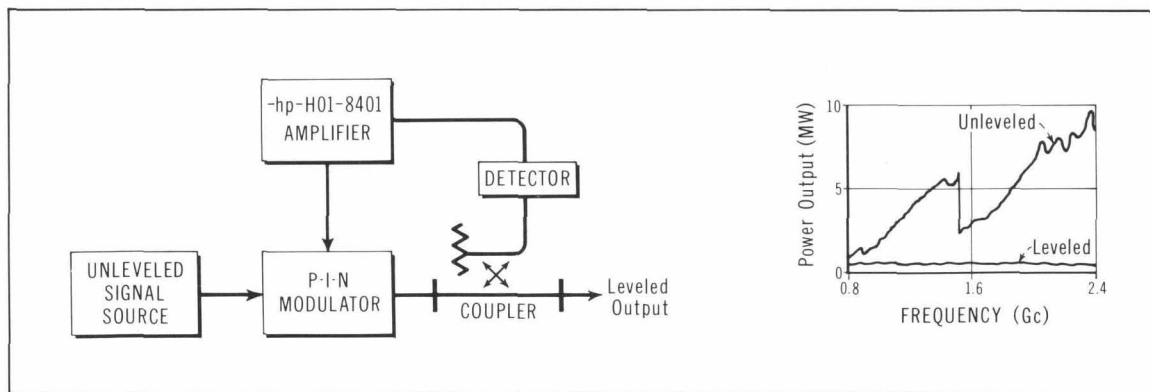 -hp-H01-8401
AMPLIFIER
DETECTOR
UNLEVELED
SIGNAL
SOURCE
P-I-N
MODULATOR
COUPLER
Leveled
Output
Power Output (MW)
10
5
0
Unleveled
Leveled
0.8
1.6
2.4
FREQUENCY (Gc)